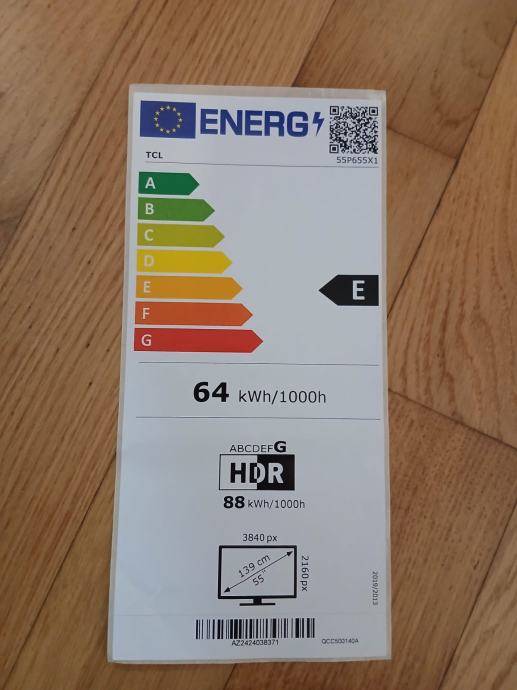 ENERG
TCL
55P655X1
A
B
C
D
E
F
G
E
64 kWh/1000h
ABCDEFG
HDR
88 kWh/1000h
3840 px
139 cm
55"
2160 px
2019/2013
AZ2424038371
QCC500140A